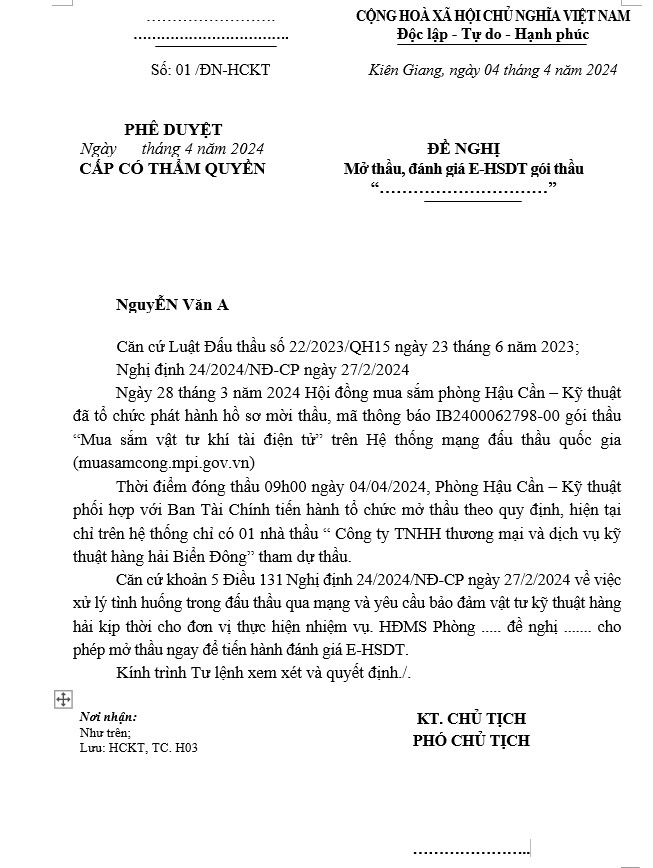 …………………
…………………………….
Số: 01 /ĐN-HCKT
CỘNG HOÀ XÃ HỘI CHỦ NGHĨA VIỆT NAM
Độc lập - Tự do - Hạnh phúc
Kiên Giang, ngày 04 tháng 4 năm 2024
PHÊ DUYỆT
Ngày tháng 4 năm 2024
CẤP CÓ THẨM QUYỀN
ĐỀ NGHỊ
Mở thầu, đánh giá E-HSDT gói thầu
“…………………………”
NguyỄN Văn A
Căn cứ Luật Đấu thầu số 22/2023/QH15 ngày 23 tháng 6 năm 2023;
Nghị định 24/2024/NĐ-CP ngày 27/2/2024
Ngày 28 tháng 3 năm 2024 Hội đồng mua sắm phòng Hậu Cần – Kỹ thuật
đã tổ chức phát hành hồ sơ mời thầu, mã thông báo IB2400062798-00 gói thầu
“Mua sắm vật tư khí tài điện tử” trên Hệ thống mạng đấu thầu quốc gia
(muasamcong.mpi.gov.vn)
Thời điểm đóng thầu 09h00 ngày 04/04/2024, Phòng Hậu Cần – Kỹ thuật
phối hợp với Ban Tài Chính tiến hành tổ chức mở thầu theo quy định, hiện tại
chỉ trên hệ thống chỉ có 01 nhà thầu “ Công ty TNHH thương mại và dịch vụ kỹ
thuật hàng hải Biển Đông” tham dự thầu.
Căn cứ khoản 5 Điều 131 Nghị định 24/2024/NĐ-CP ngày 27/2/2024 về việc
xử lý tình huống trong đấu thầu qua mạng và yêu cầu bảo đảm vật tư kỹ thuật hàng
hải kịp thời cho đơn vị thực hiện nhiệm vụ. HĐMS Phòng ..... đề nghị ....... cho
phép mở thầu ngay để tiến hành đánh giá E-HSDT.
Kính trình Tư lệnh xem xét và quyết định./.
Nơi nhận:
Như trên;
Lưu: HCKT, TC. H03
KT. CHỦ TỊCH
PHÓ CHỦ TỊCH
……………………..